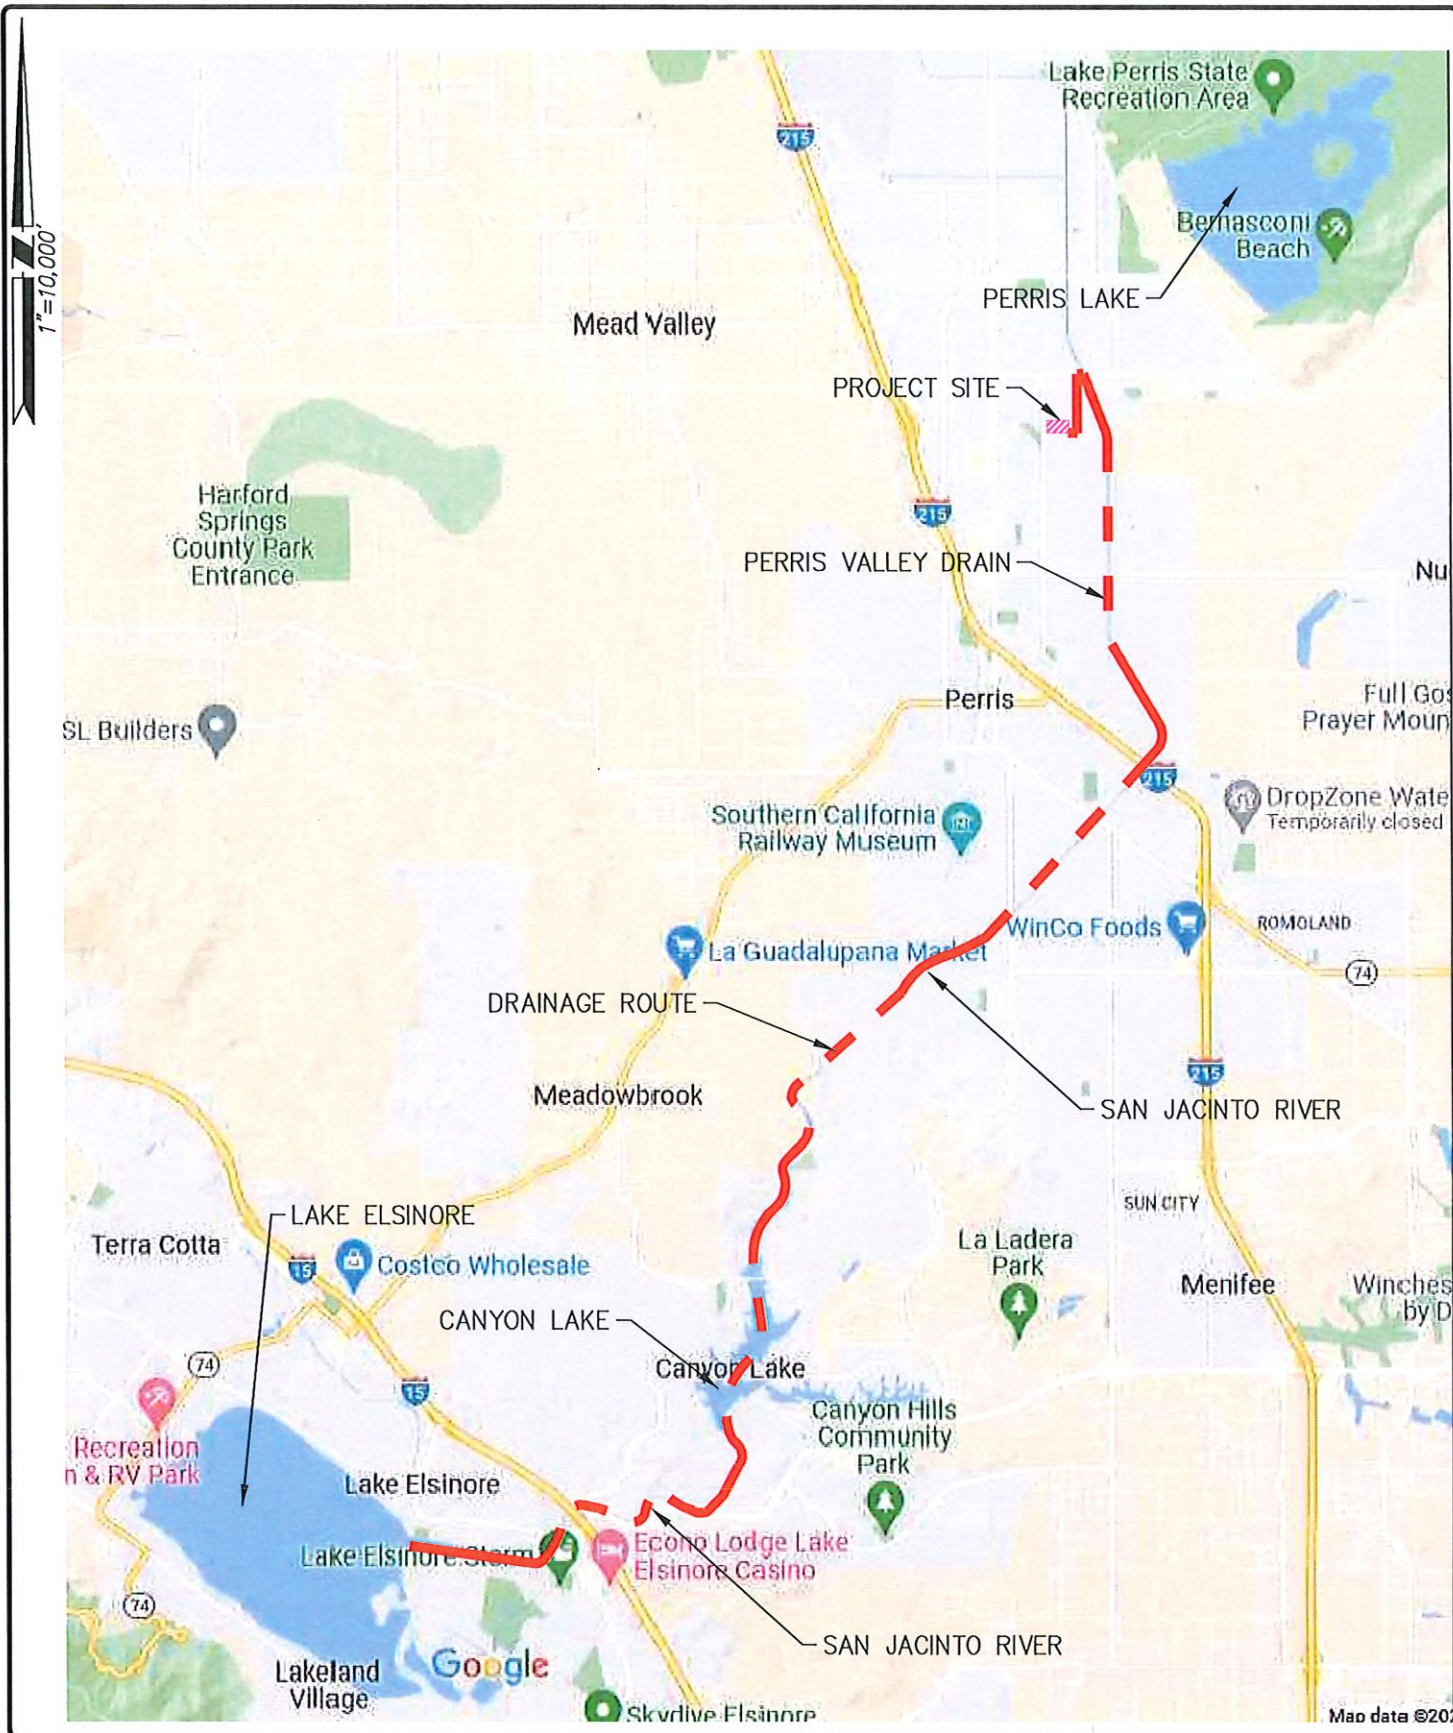 1"=10,000'
Lake Perris State
Recreation Area
215
Bernasconi
Beach
PERRIS LAKE
Mead Valley
PROJECT SITE
Harford
Springs
County Park
Entrance
215
PERRIS VALLEY DRAIN
Nu
Perris
Full Gos
Prayer Moun
SL Builders
215
DropZone Wate
Temporarily closed
Southern California
Railway Museum
WinCo Foods
ROMOLAND
La Guadalupana Market
74
DRAINAGE ROUTE
215
Meadowbrook
SAN JACINTO RIVER
SUN CITY
LAKE ELSINORE
Terra Cotta
La Ladera
Park
15
Costco Wholesale
Menifee
Winches
by D
CANYON LAKE
74
Canyon Lake
15
Canyon Hills
Community
Park
Recreation
n & RV Park
Lake Elsinore
Lake Elsinore Storm
Econo Lodge Lake
Elsinore Casino
74
SAN JACINTO RIVER
Google
Lakeland
Village
Skydive Elsinore
Map data ©202